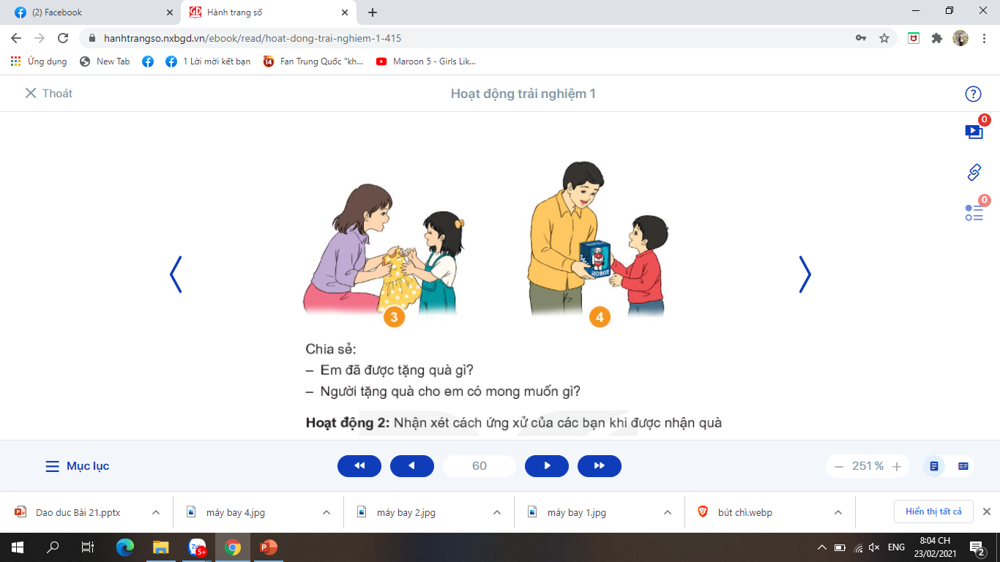 (2) Facebook
Hành trang số
hanhtrangso.nxbgd.vn/ebook/read/hoat-dong-trai-nghiem-1-415
Ứng dụng
New Tab
1 Lời mời kết bạn
14
Fan Trung Quốc "kh...
Maroon 5 - Girls Lik...
Thoát
Hoạt động trải nghiệm 1
?
0
0
ROBOT
3
4
Chia sẻ:
– Em đã được tặng quà gì?
– Người tặng quà cho em có mong muốn gì?
Hoạt động 2: Nhận xét cách ứng xử của các bạn khi được nhận quà
Mục lục
60
251 %
Dao duc Bài 21.pptx
máy bay 4.jpg
máy bay 2.jpg
máy bay 1.jpg
bút chì.webp
Hiển thị tất cả
Zalo
5+
ENG
8:04 CH
23/02/2021
2